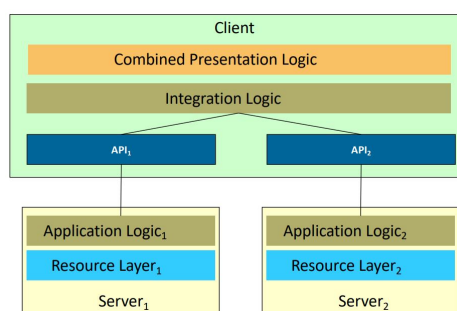 Client
Combined Presentation Logic
Integration Logic
API₁ API₂
Application Logic₁ Application Logic₂
Resource Layer₁ Resource Layer₂
Server₁ Server₂